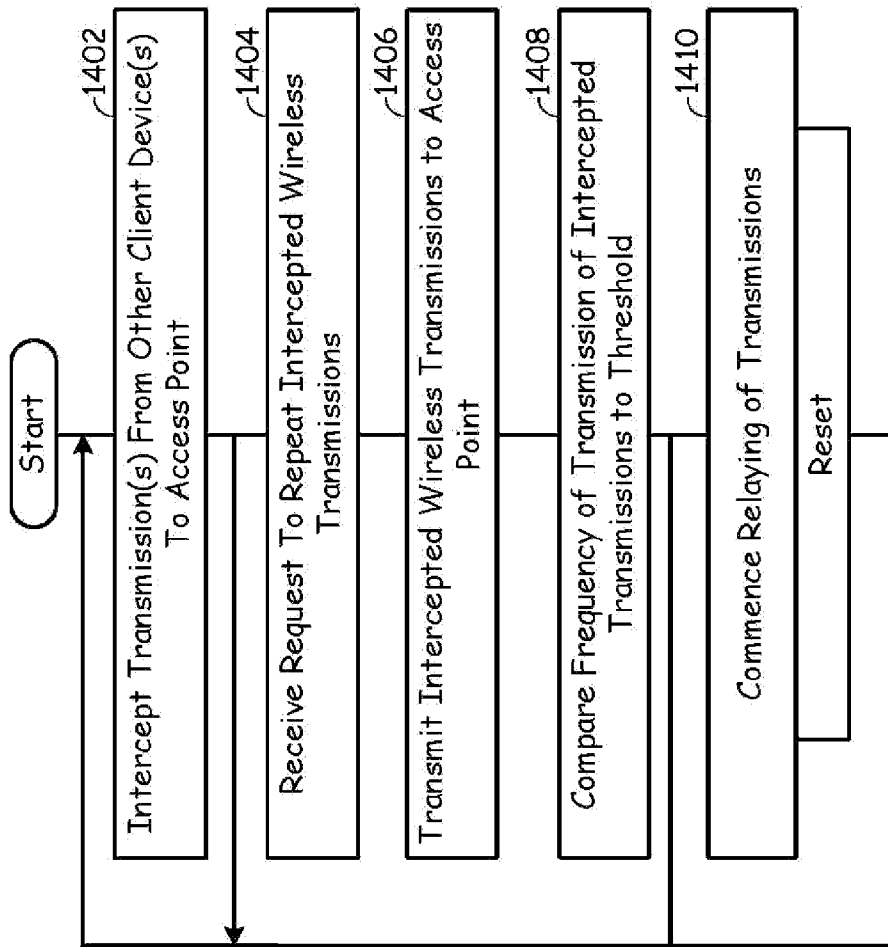 Start
1402
Intercept Transmission(s) From Other Client Device(s)
To Access Point
1404
Receive Request To Repeat Intercepted Wireless
Transmissions
1406
Transmit Intercepted Wireless Transmissions to Access
Point
1408
Compare Frequency of Transmission of Intercepted
Transmissions to Threshold
1410
Commence Relaying of Transmissions
Reset